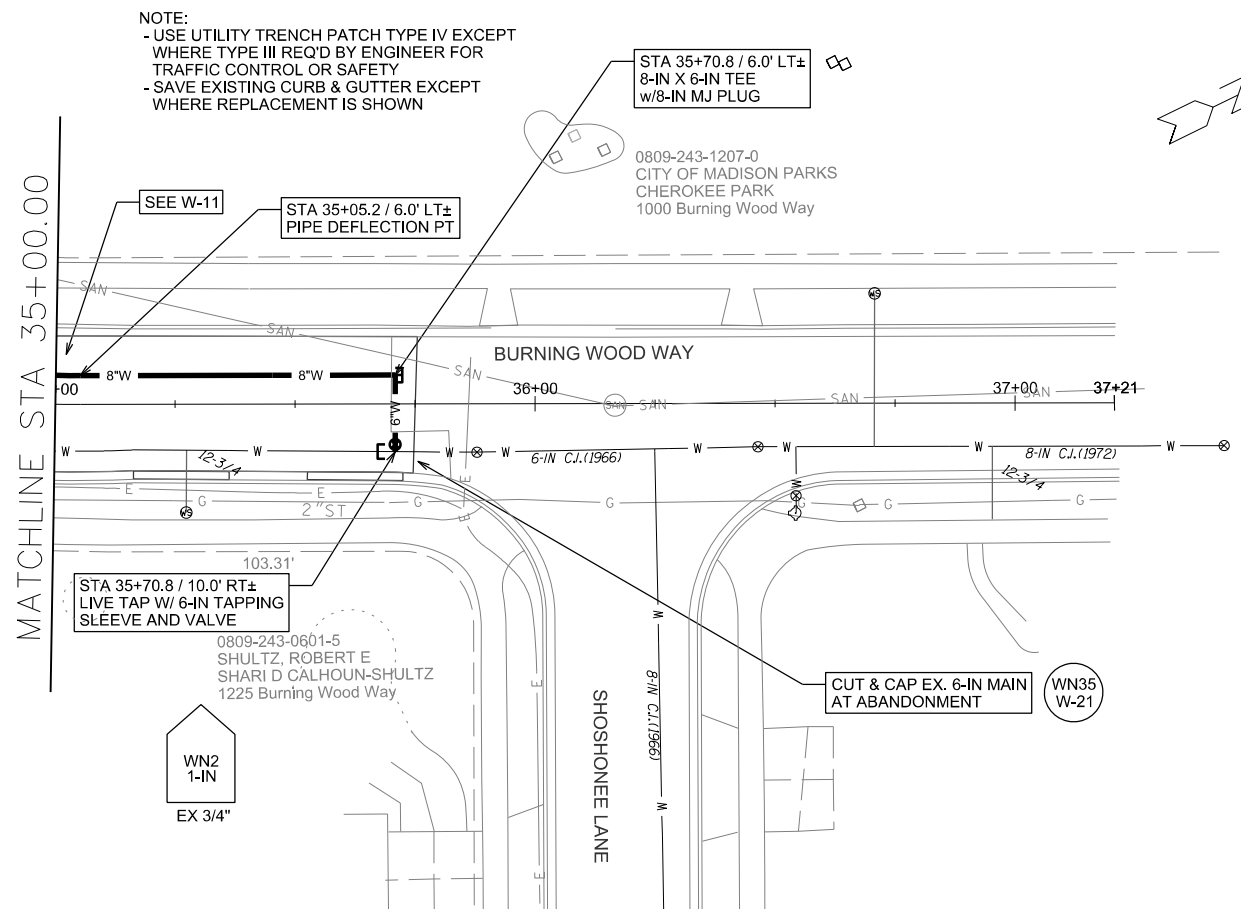 NOTE:
- USE UTILITY TRENCH PATCH TYPE IV EXCEPT
WHERE TYPE III REQ'D BY ENGINEER FOR
TRAFFIC CONTROL OR SAFETY
- SAVE EXISTING CURB & GUTTER EXCEPT
WHERE REPLACEMENT IS SHOWN
STA 35+70.8 / 6.0' LT±
8-IN X 6-IN TEE
w/8-IN MJ PLUG
0809-243-1207-0
CITY OF MADISON PARKS
CHEROKEE PARK
1000 Burning Wood Way
MATCHLINE STA 35+00.00
SEE W-11
STA 35+05.2 / 6.0' LT±
PIPE DEFLECTION PT
SAN
SAN
WS
BURNING WOOD WAY
8"W
8"W
SAN
+00
36+00
SAN
SAN
SAN
37+00
SAN
37+21
6"W
W
W
W
W
W
W
W
W
12-3/4
6-IN C.I.(1966)
8-IN C.I.(1972)
12-3/4
E
E
E
E
G
G
G
G
G
W
WS
2"ST
103.31'
STA 35+70.8 / 10.0' RT±
LIVE TAP W/ 6-IN TAPPING
SLEEVE AND VALVE
0809-243-0601-5
SHULTZ, ROBERT E
SHARI D CALHOUN-SHULTZ
1225 Burning Wood Way
E
E
E
W
8-IN C.I.(1966)
W
SHOSHONEE LANE
CUT & CAP EX. 6-IN MAIN
AT ABANDONMENT
WN35
W-21
WN2
1-IN
EX 3/4"